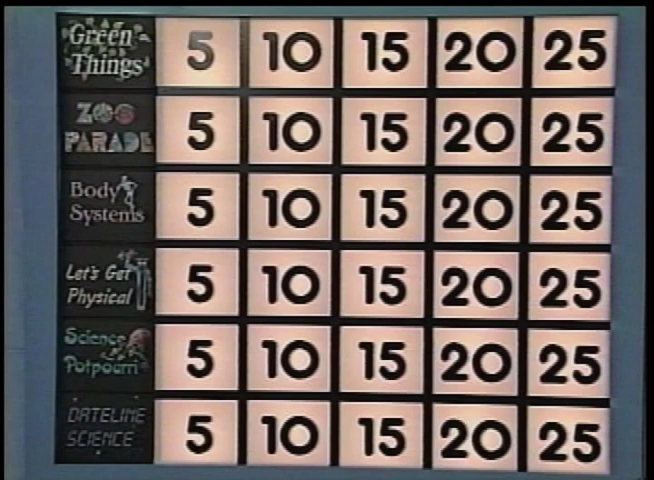 Green
Things
5 10 15 20 25
ZOO
PARADE
5 10 15 20 25
Body
Systems
5 10 15 20 25
Let's Get
Physical
5 10 15 20 25
Science
Potpourri
5 10 15 20 25
DATELINE
SCIENCE
5 10 15 20 25